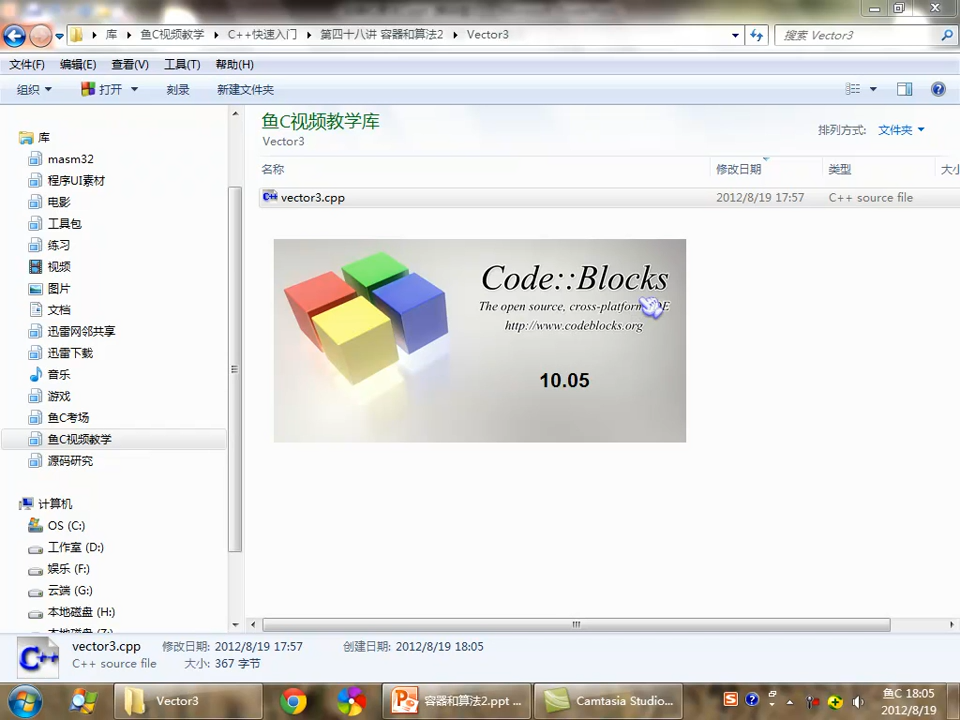 库 鱼C视频教学 C++快速入门 第四十八讲 容器和算法2 Vector3
搜索 Vector3
文件(F) 编辑(E) 查看(V) 工具(T) 帮助(H)
组织 打开 刻录 新建文件夹
鱼C视频教学库
Vector3
排列方式: 文件夹
名称 修改日期 类型 大小
vector3.cpp 2012/8/19 17:57 C++ source file
库
masm32
程序UI素材
电影
工具包
练习
视频
图片
文档
迅雷网邻共享
迅雷下载
音乐
游戏
鱼C考场
鱼C视频教学
源码研究
计算机
OS (C:)
工作室 (D:)
娱乐 (F:)
云端 (G:)
本地磁盘 (H:)
Code::Blocks
The open source, cross-platform
http://www.codeblocks.org
10.05
vector3.cpp 修改日期: 2012/8/19 17:57 创建日期: 2012/8/19 18:05
C++ source file 大小: 367 字节
Vector3
容器和算法2.ppt ...
Camtasia Studio...
鱼C 18:05
2012/8/19